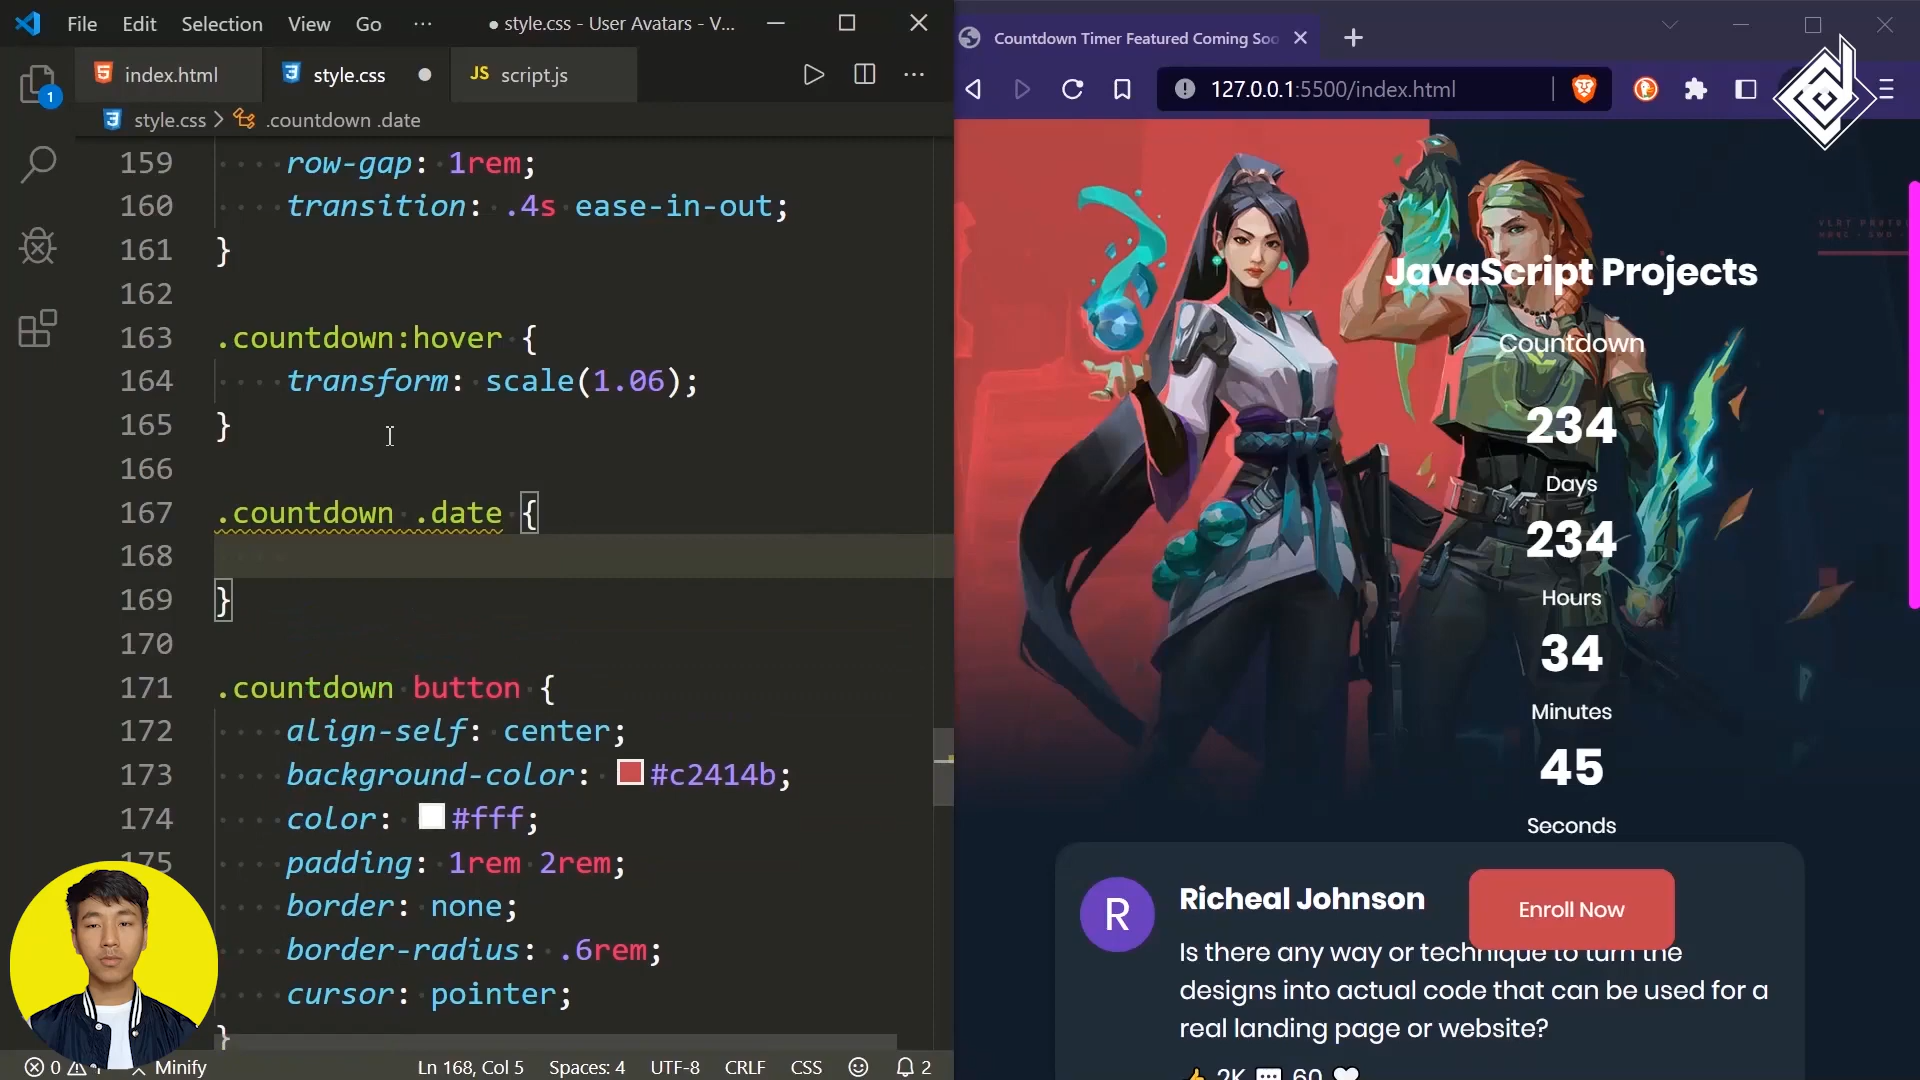 File Edit Selection View Go ···
● style.css - User Avatars - V...
index.html
style.css ●
JS script.js
style.css > .countdown .date
159 row-gap: 1rem;
160 transition: .4s ease-in-out;
161 }
162
163 .countdown:hover {
164 transform: scale(1.06);
165 }
166
167 .countdown .date {
168
169 }
170
171 .countdown button {
172 align-self: center;
173 background-color: #c2414b;
174 color: #fff;
175 padding: 1rem 2rem;
border: none;
border-radius: .6rem;
cursor: pointer;
}
0
Minify
Ln 168, Col 5
Spaces: 4
UTF-8
CRLF
CSS
2
1
Countdown Timer Featured Coming Soo
127.0.0.1:5500/index.html
JavaScript Projects
Countdown
234
Days
234
Hours
34
Minutes
45
Seconds
R
Richeal Johnson
Enroll Now
Is there any way or technique to turn the
designs into actual code that can be used for a
real landing page or website?
2K 60